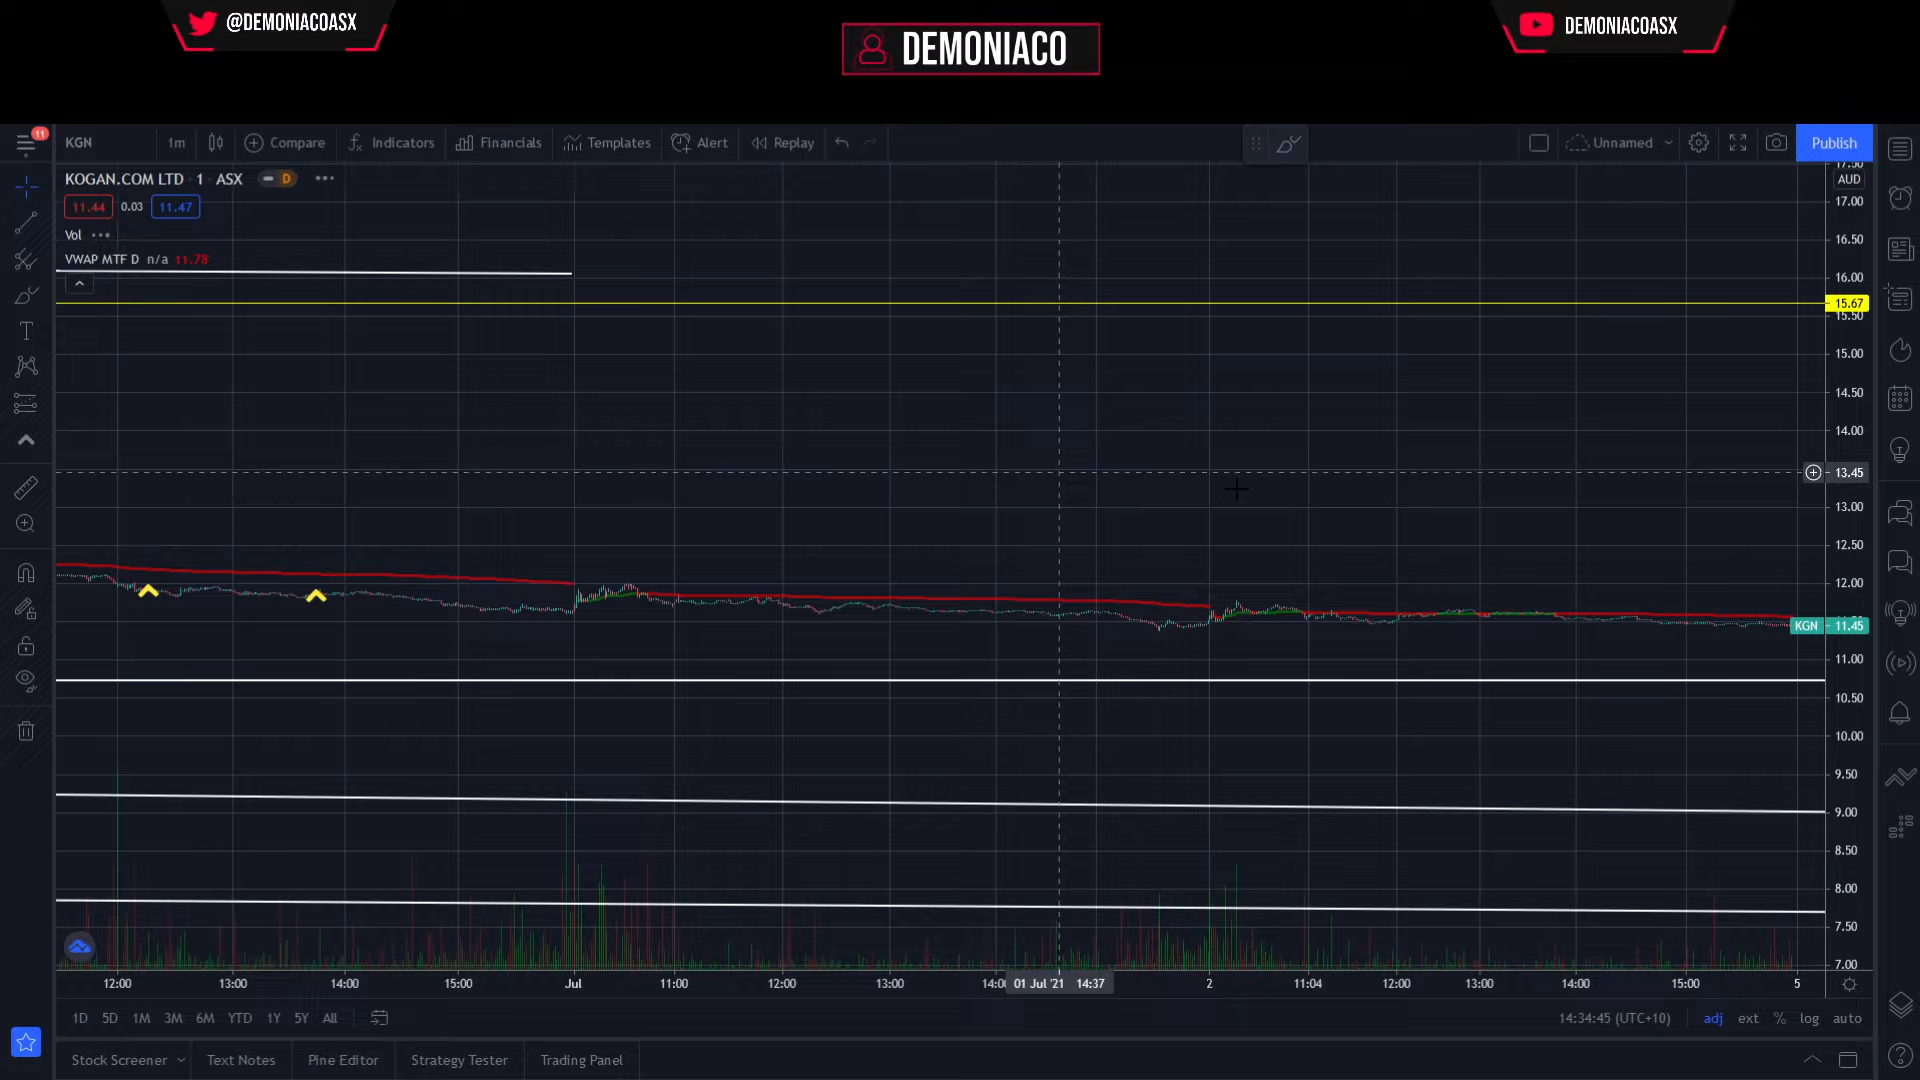 @DEMONIACOASX
DEMONIACO
DEMONIACOASX
11
KGN 1m Compare Indicators Financials Templates Alert Replay Unnamed Publish
KOGAN.COM LTD · 1 · ASX D
11.44 0.03 11.47
Vol
VWAP MTF D n/a 11.78
AUD
17.50
17.00
16.50
16.00
15.67
15.50
15.00
14.50
14.00
13.45
13.00
12.50
12.00
KGN 11.45
11.00
10.50
10.00
9.50
9.00
8.50
8.00
7.50
7.00
12:00 13:00 14:00 15:00 Jul 11:00 12:00 13:00 14:0 01 Jul '21 14:37 2 11:04 12:00 13:00 14:00 15:00 5
1D 5D 1M 3M 6M YTD 1Y 5Y All 14:34:45 (UTC+10) adj ext % log auto
Stock Screener Text Notes Pine Editor Strategy Tester Trading Panel